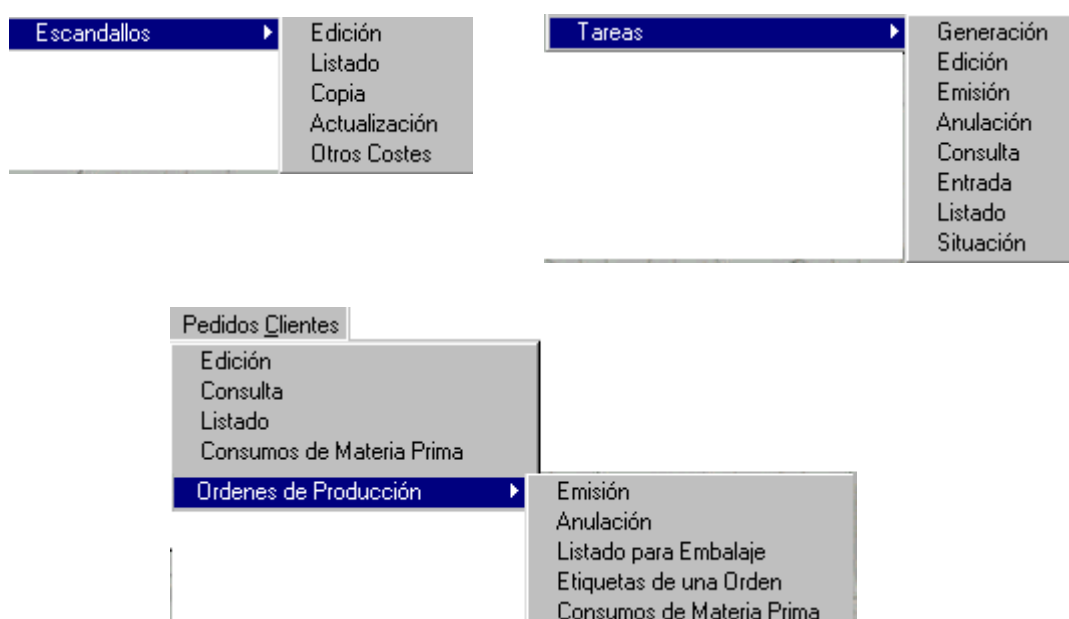 Escandallos
Edición
Listado
Copia
Actualización
Otros Costes
Tareas
Generación
Edición
Emisión
Anulación
Consulta
Entrada
Listado
Situación
Pedidos Clientes
Edición
Consulta
Listado
Consumos de Materia Prima
Ordenes de Producción
Emisión
Anulación
Listado para Embalaje
Etiquetas de una Orden
Consumos de Materia Prima